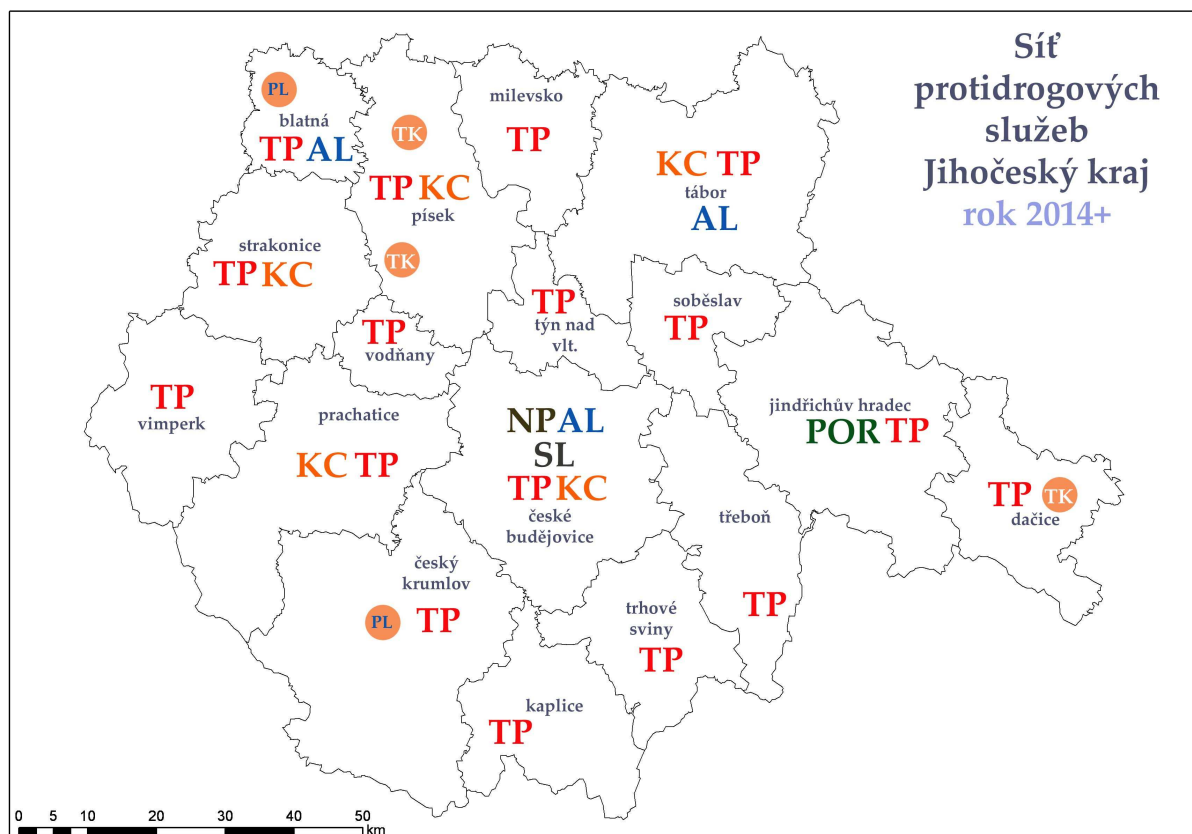 Síť
protidrogových
služeb
Jihočeský kraj
rok 2014+
PL
blatná
TP AL
TK
TP KC
písek
TK
milevsko
TP
KC TP
tábor
AL
strakonice
TP KC
TP
vodňany
TP
týn nad
vlt.
soběslav
TP
TP
vimperk
prachatice
KC TP
NP AL
SL
TP KC
české
budějovice
jindřichův hradec
POR TP
TP TK
dačice
třeboň
TP
český
krumlov
PL TP
trhové
sviny
TP
kaplice
TP
0 5 10 20 30 40 50
km